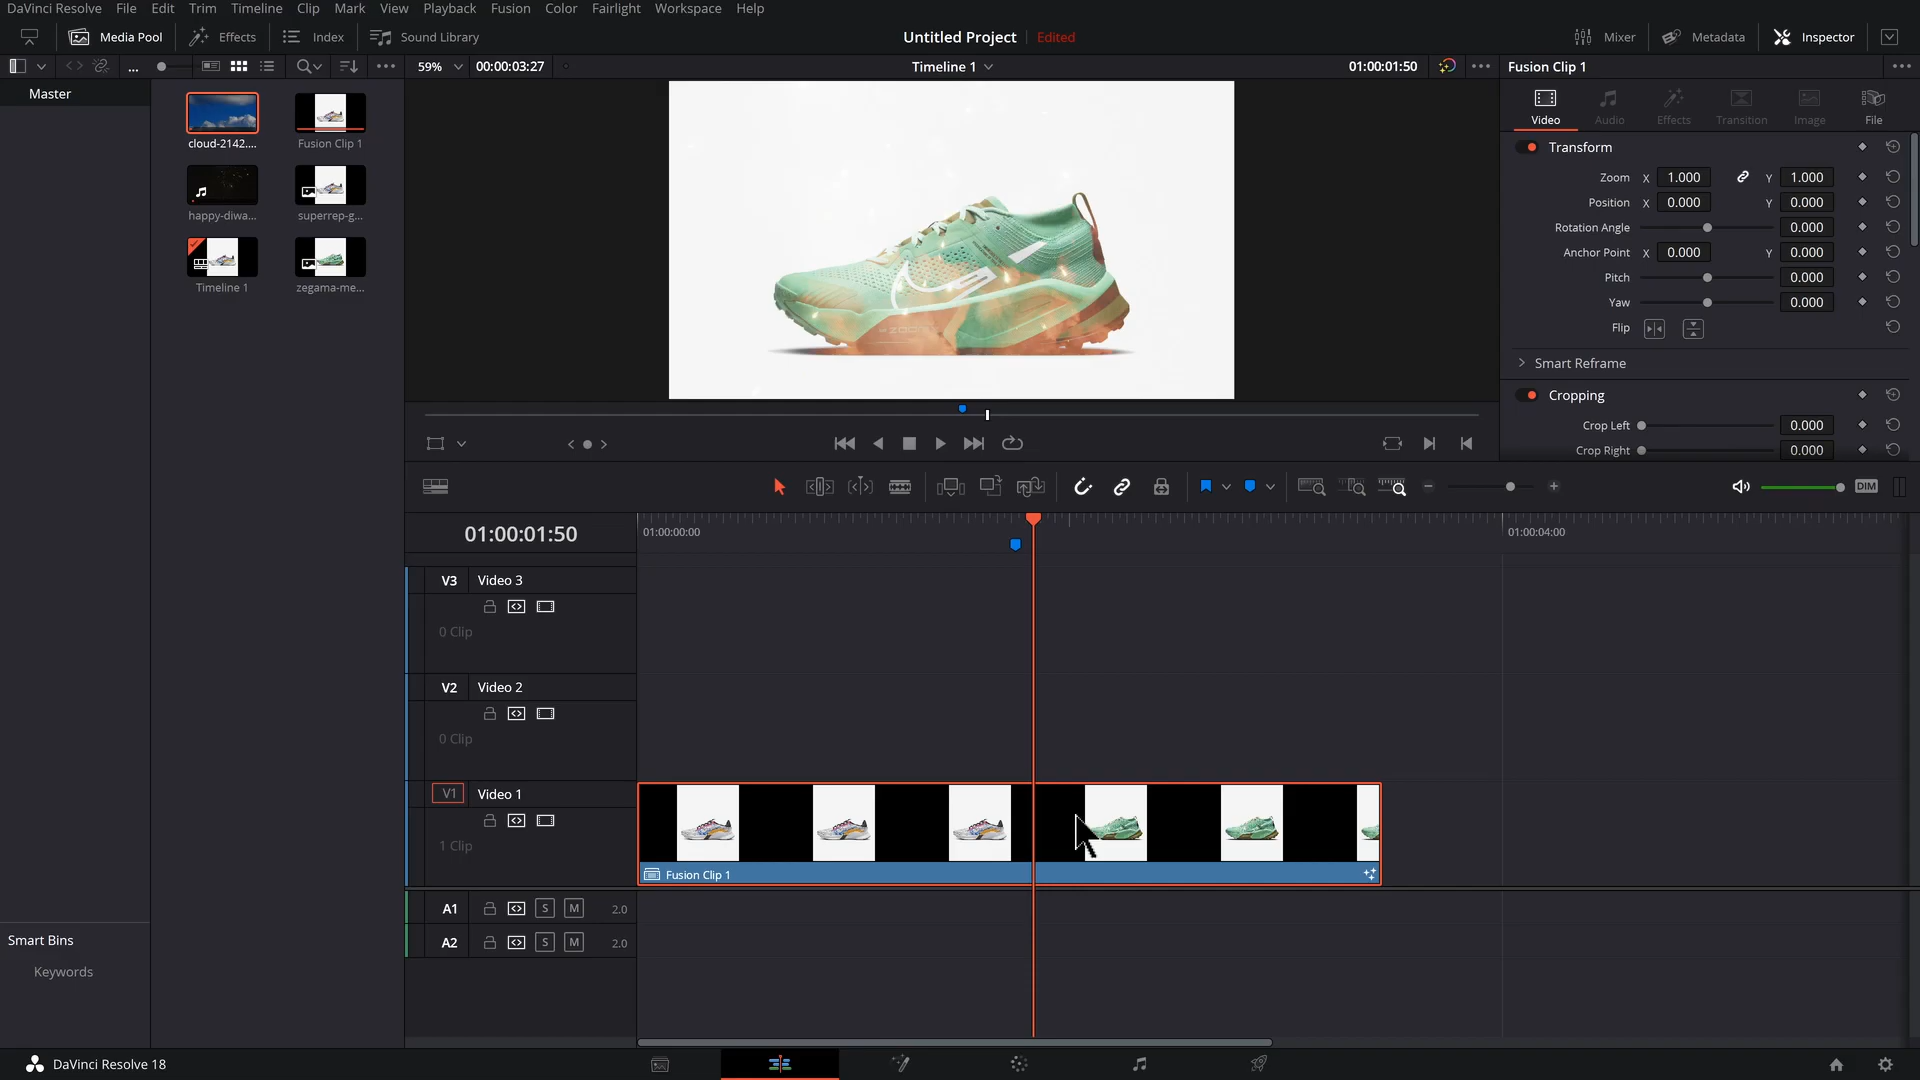 DaVinci Resolve File Edit Trim Timeline Clip Mark View Playback Fusion Color Fairlight Workspace Help
Media Pool Effects Index Sound Library Untitled Project Edited Mixer Metadata Inspector
... 59% 00:00:03:27 Timeline 1 01:00:01:50 Fusion Clip 1
Master
cloud-2142....
Fusion Clip 1
happy-diwa...
superrep-g...
Timeline 1
zegama-me...
Video Audio Effects Transition Image File
Transform
Zoom X 1.000 Y 1.000
Position X 0.000 Y 0.000
Rotation Angle 0.000
Anchor Point X 0.000 Y 0.000
Pitch 0.000
Yaw 0.000
Flip
Smart Reframe
Cropping
Crop Left 0.000
Crop Right 0.000
DIM
01:00:01:50
01:00:00:00
01:00:04:00
V3 Video 3
0 Clip
V2 Video 2
0 Clip
V1 Video 1
1 Clip
Fusion Clip 1
A1 S M 2.0
A2 S M 2.0
Smart Bins
Keywords
DaVinci Resolve 18